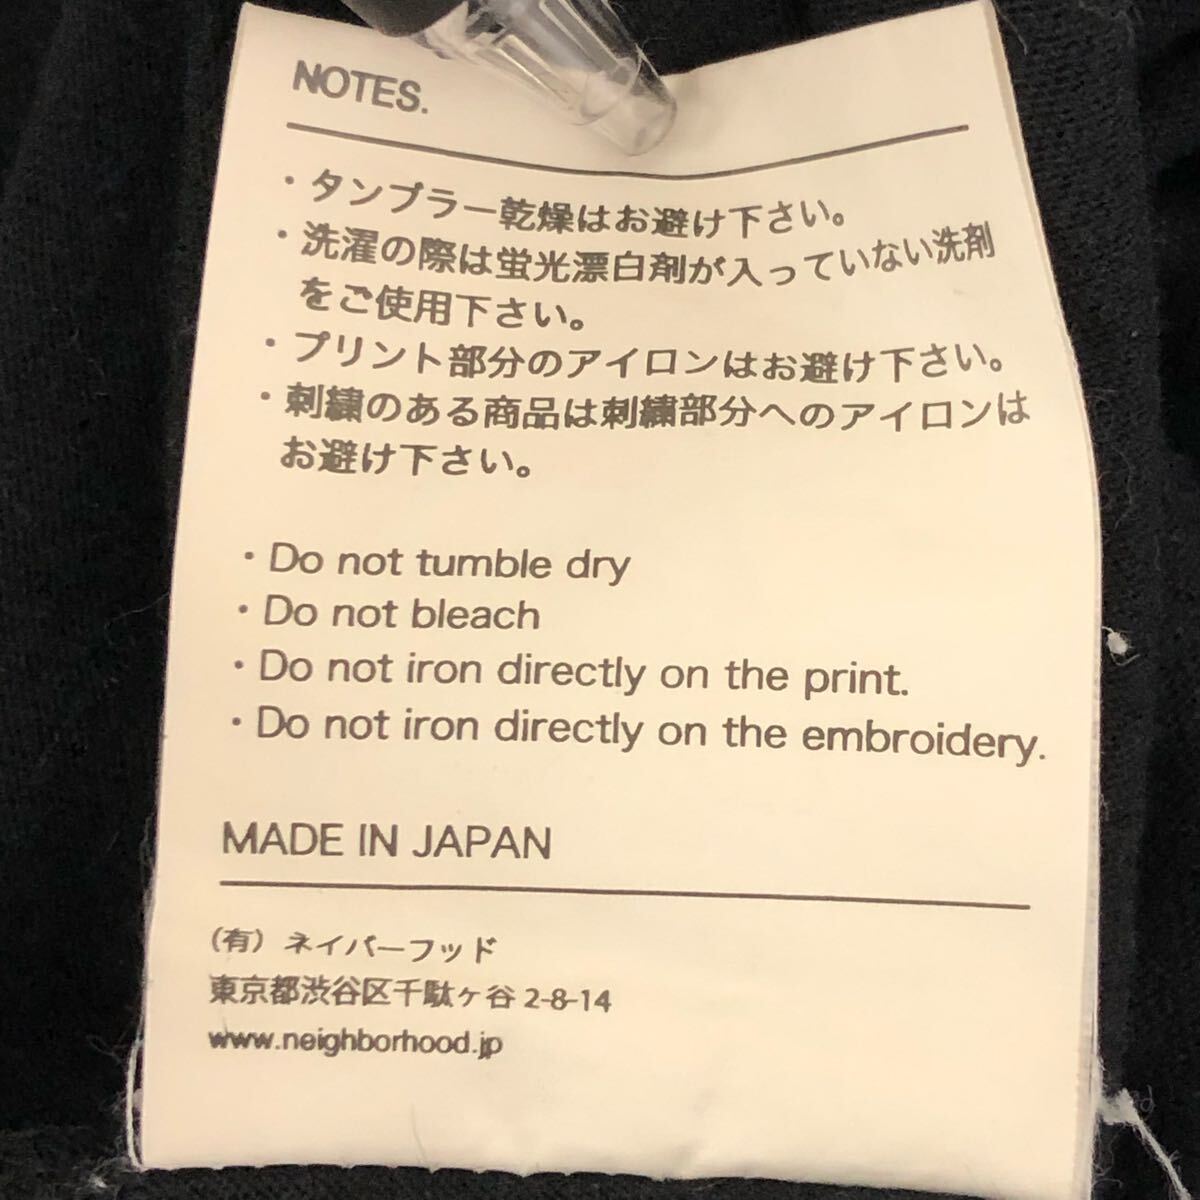 NOTES.
・タンブラー乾燥はお避け下さい。
・洗濯の際は蛍光漂白剤が入っていない洗剤
をご使用下さい。
・プリント部分のアイロンはお避け下さい。
・刺繍のある商品は刺繍部分へのアイロンは
お避け下さい。
・Do not tumble dry
・Do not bleach
・Do not iron directly on the print.
・Do not iron directly on the embroidery.
MADE IN JAPAN
(有) ネイバーフッド
東京都渋谷区千駄ヶ谷 2-8-14
www.neighborhood.jp